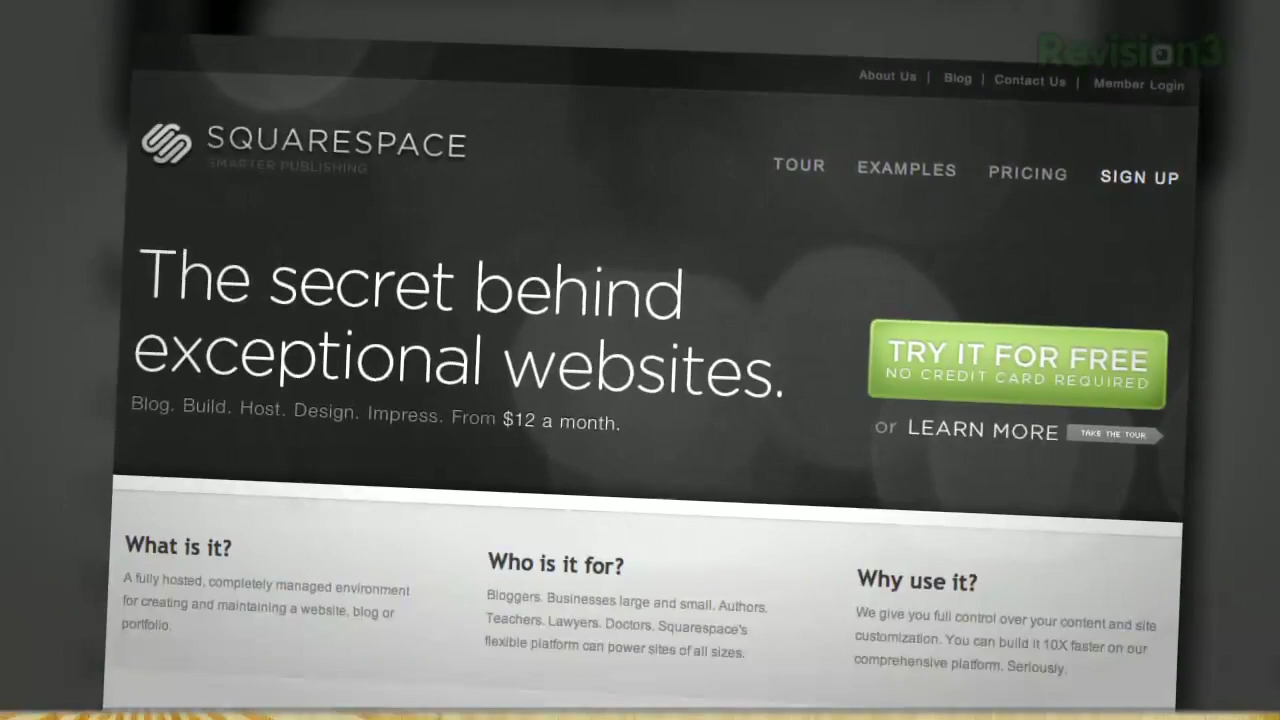 Revision3
About Us | Blog | Contact Us | Member Login
SQUARESPACE
SMARTER PUBLISHING
TOUR EXAMPLES PRICING SIGN UP
The secret behind
exceptional websites.
Blog. Build. Host. Design. Impress. From $12 a month.
TRY IT FOR FREE
NO CREDIT CARD REQUIRED
or LEARN MORE TAKE THE TOUR
What is it?
A fully hosted, completely managed environment
for creating and maintaining a website, blog or
portfolio.
Who is it for?
Bloggers. Businesses large and small. Authors.
Teachers. Lawyers. Doctors. Squarespace's
flexible platform can power sites of all sizes.
Why use it?
We give you full control over your content and site
customization. You can build it 10X faster on our
comprehensive platform. Seriously.